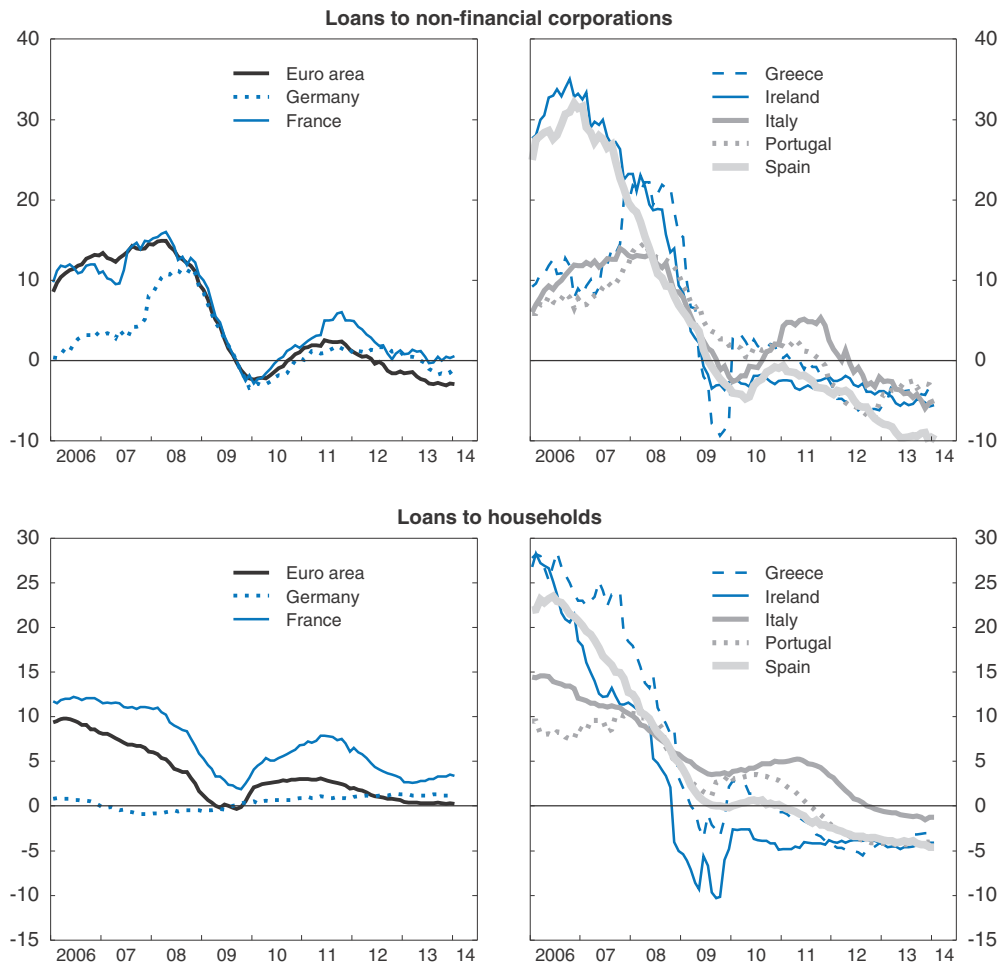 Loans to non-financial corporations
40
30
20
10
0
-10
Euro area
Germany
France
2006 07 08 09 10 11 12 13 14
Greece
Ireland
Italy
Portugal
Spain
40
30
20
10
0
-10
2006 07 08 09 10 11 12 13 14
Loans to households
30
25
20
15
10
5
0
-5
-10
-15
Euro area
Germany
France
2006 07 08 09 10 11 12 13 14
Greece
Ireland
Italy
Portugal
Spain
30
25
20
15
10
5
0
-5
-10
-15
2006 07 08 09 10 11 12 13 14